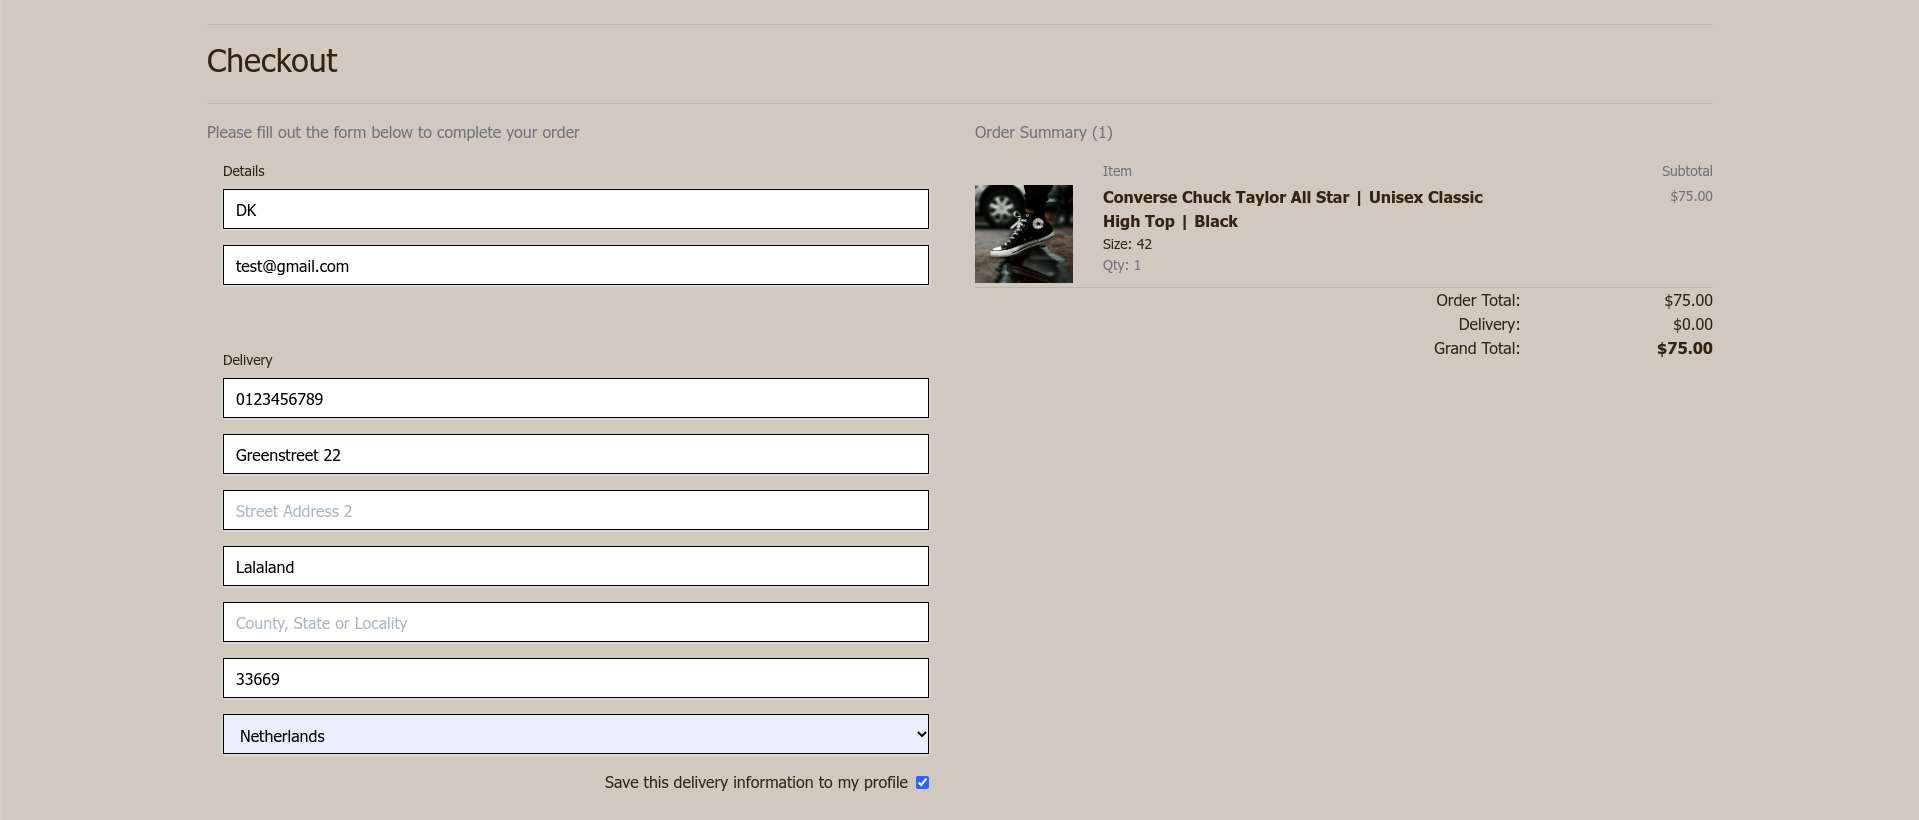 Checkout
Please fill out the form below to complete your order
Details
DK
test@gmail.com
Delivery
0123456789
Greenstreet 22
Street Address 2
Lalaland
County, State or Locality
33669
Netherlands
Save this delivery information to my profile
Order Summary (1)
Item Subtotal
Converse Chuck Taylor All Star | Unisex Classic $75.00
High Top | Black
Size: 42
Qty: 1
Order Total: $75.00
Delivery: $0.00
Grand Total: $75.00